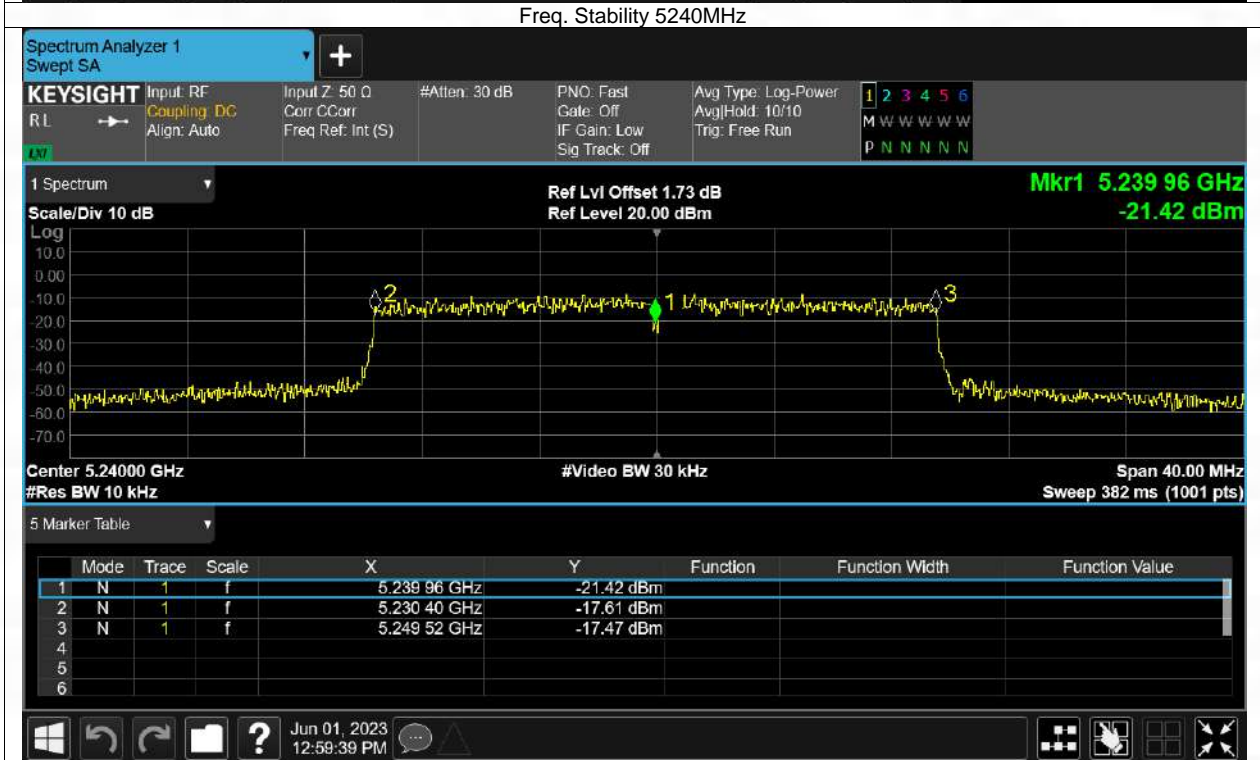 Freq. Stability 5240MHz
Spectrum Analyzer 1
Swept SA
KEYSIGHT
R L
LXI
Input: RF
Coupling: DC
Align: Auto
Input Z: 50 Ω
Corr CCorr
Freq Ref: Int (S)
#Atten: 30 dB
PNO: Fast
Gate: Off
IF Gain: Low
Sig Track: Off
Avg Type: Log-Power
Avg|Hold: 10/10
Trig: Free Run
1 2 3 4 5 6
M W W W W W
P N N N N N
1 Spectrum
Scale/Div 10 dB
Ref Lvl Offset 1.73 dB
Ref Level 20.00 dBm
Mkr1 5.239 96 GHz
-21.42 dBm
Log
10.0
0.00
-10.0
-20.0
-30.0
-40.0
-50.0
-60.0
-70.0
2
1
3
Center 5.24000 GHz
#Video BW 30 kHz
Span 40.00 MHz
#Res BW 10 kHz
Sweep 382 ms (1001 pts)
5 Marker Table
Mode Trace Scale X Y Function Function Width Function Value
1 N 1 f 5.239 96 GHz -21.42 dBm
2 N 1 f 5.230 40 GHz -17.61 dBm
3 N 1 f 5.249 52 GHz -17.47 dBm
4
5
6
?
Jun 01, 2023
12:59:39 PM